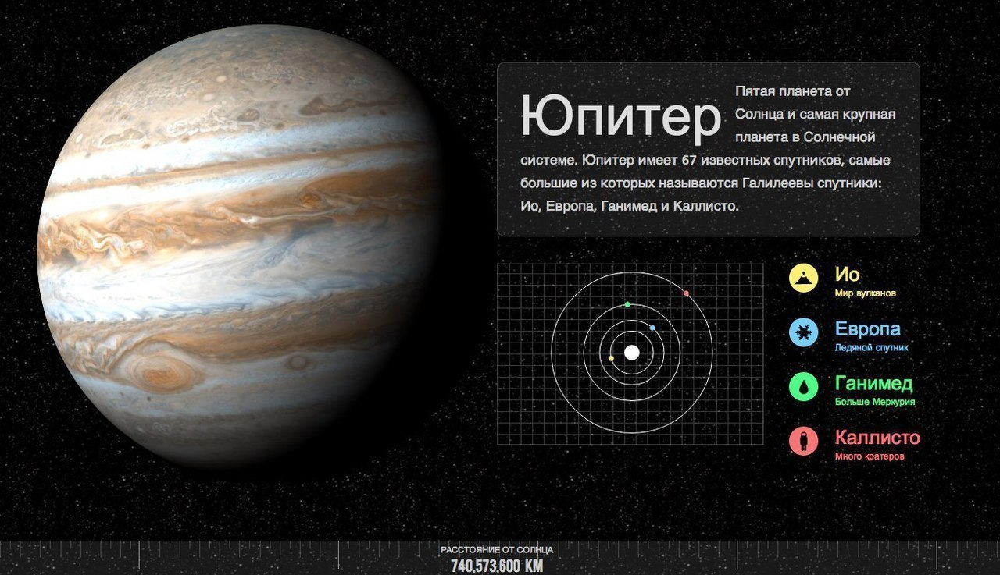 Юпитер
Пятая планета от
Солнца и самая крупная
планета в Солнечной
системе. Юпитер имеет 67 известных спутников, самые
большие из которых называются Галилеевы спутники:
Ио, Европа, Ганимед и Каллисто.
Ио
Мир вулканов
Европа
Ледяной спутник
Ганимед
Больше Меркурия
Каллисто
Много кратеров
РАССТОЯНИЕ ОТ СОЛНЦА
740,573,600 КМ